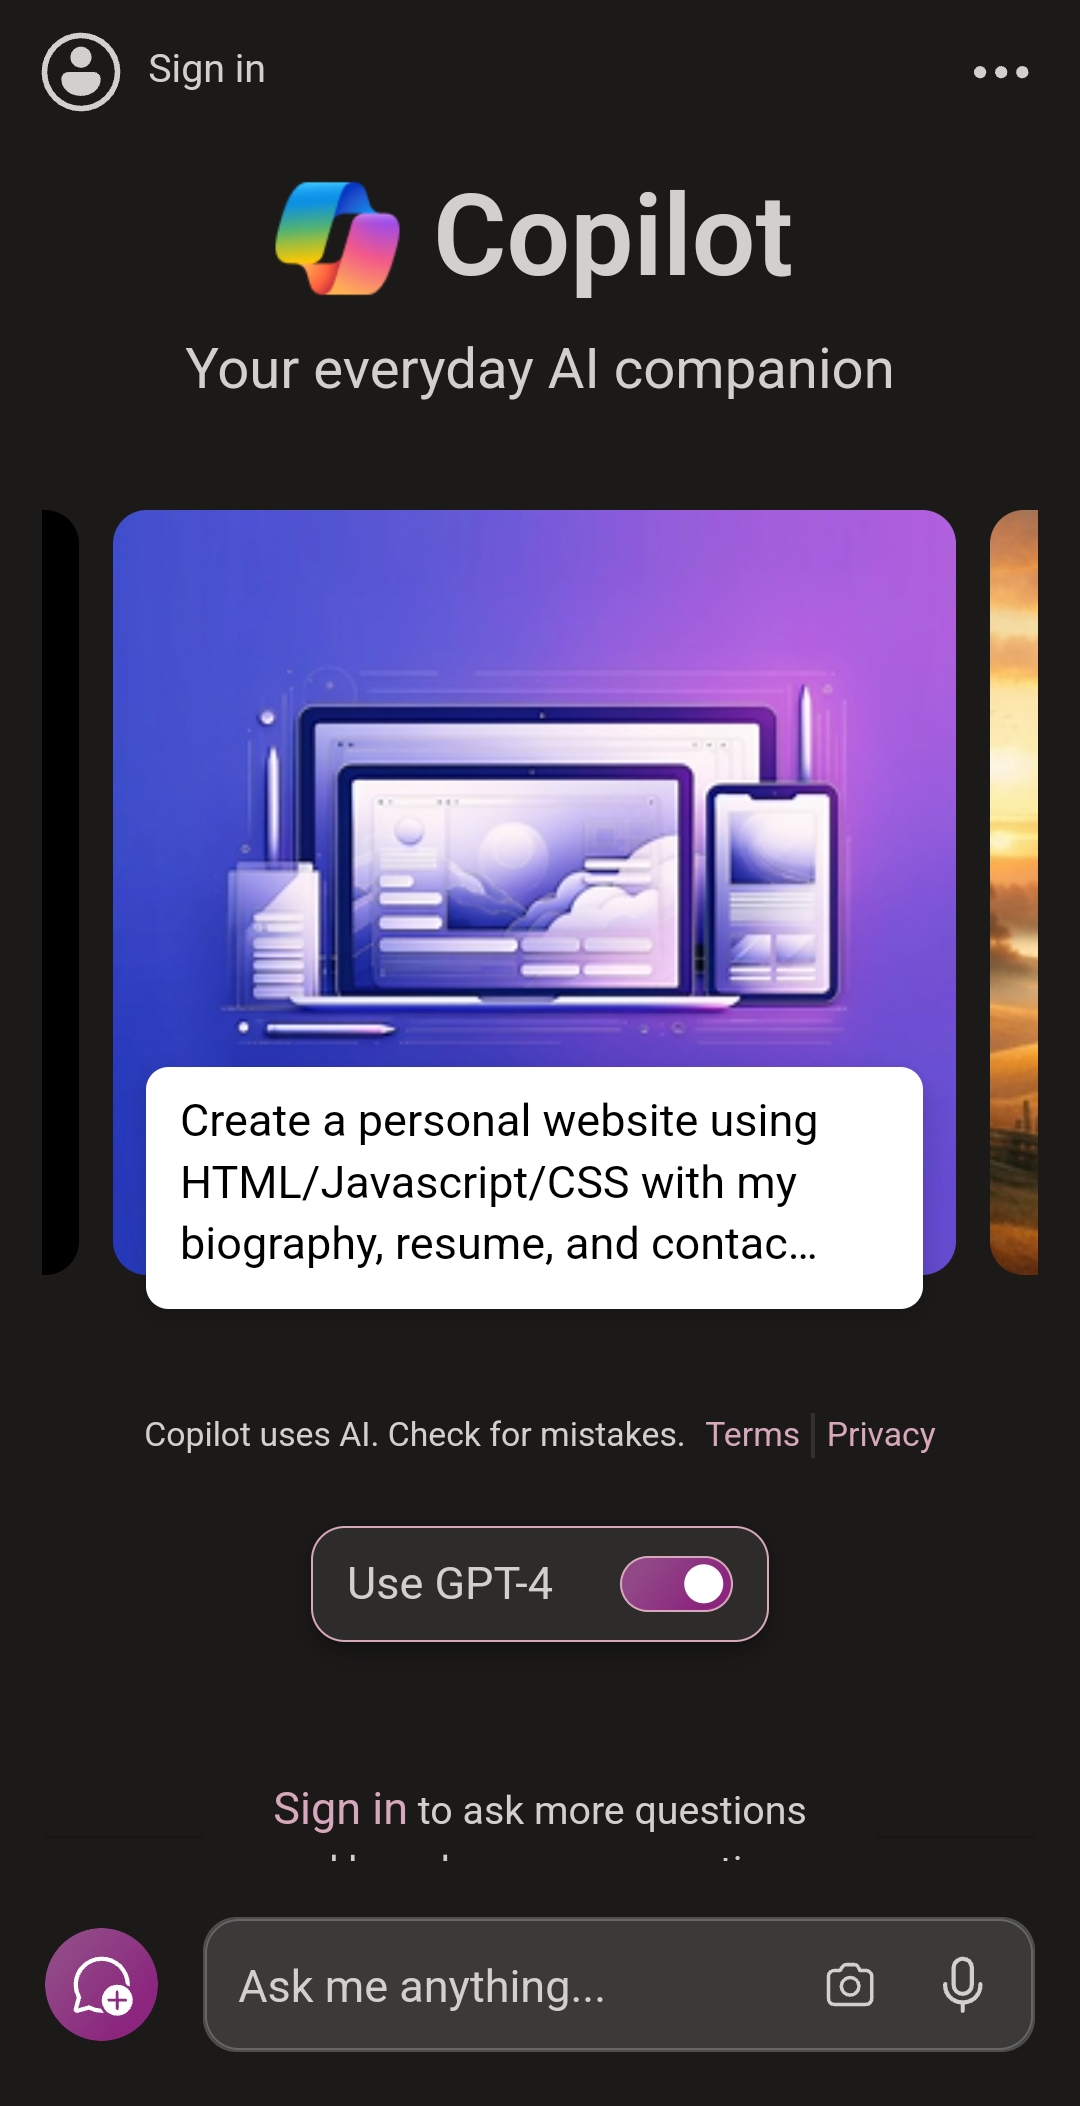 Sign in
Copilot
Your everyday AI companion
Create a personal website using
HTML/Javascript/CSS with my
biography, resume, and contac...
Copilot uses AI. Check for mistakes. Terms Privacy
Use GPT-4
Sign in to ask more questions
Ask me anything...